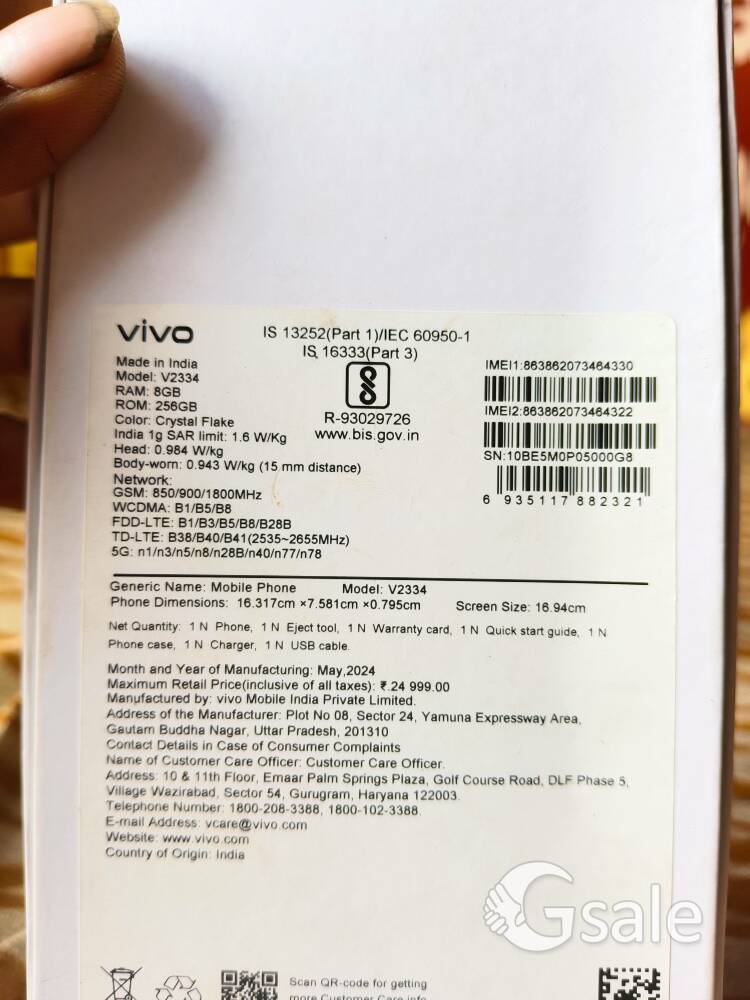 vivo
IS 13252(Part 1)/IEC 60950-1
IS 16333(Part 3)
R-93029726
www.bis.gov.in
Made in India
Model: V2334
RAM: 8GB
ROM: 256GB
Color: Crystal Flake
India 1g SAR limit: 1.6 W/Kg
Head: 0.984 W/kg
Body-worn: 0.943 W/kg (15 mm distance)
Network:
GSM: 850/900/1800MHz
WCDMA: B1/B5/B8
FDD-LTE: B1/B3/B5/B8/B28B
TD-LTE: B38/B40/B41(2535~2655MHz)
5G: n1/n3/n5/n8/n28B/n40/n77/n78
IMEI1:863862073464330
IMEI2:863862073464322
SN:10BE5M0P05000G8
6 935117 882321
Generic Name: Mobile Phone Model: V2334
Phone Dimensions: 16.317cm ×7.581cm ×0.795cm Screen Size: 16.94cm
Net Quantity: 1 N Phone, 1 N Eject tool, 1 N Warranty card, 1 N Quick start guide, 1 N
Phone case, 1 N Charger, 1 N USB cable.
Month and Year of Manufacturing: May,2024
Maximum Retail Price(inclusive of all taxes): ₹.24 999.00
Manufactured by: vivo Mobile India Private Limited.
Address of the Manufacturer: Plot No 08, Sector 24, Yamuna Expressway Area,
Gautam Buddha Nagar, Uttar Pradesh, 201310
Contact Details in Case of Consumer Complaints
Name of Customer Care Officer: Customer Care Officer.
Address: 10 & 11th Floor, Emaar Palm Springs Plaza, Golf Course Road, DLF Phase 5,
Village Wazirabad, Sector 54, Gurugram, Haryana 122003.
Telephone Number: 1800-208-3388, 1800-102-3388.
E-mail Address: vcare@vivo.com
Website: www.vivo.com
Country of Origin: India
Gsale
Scan QR-code for getting
more Customer Care info